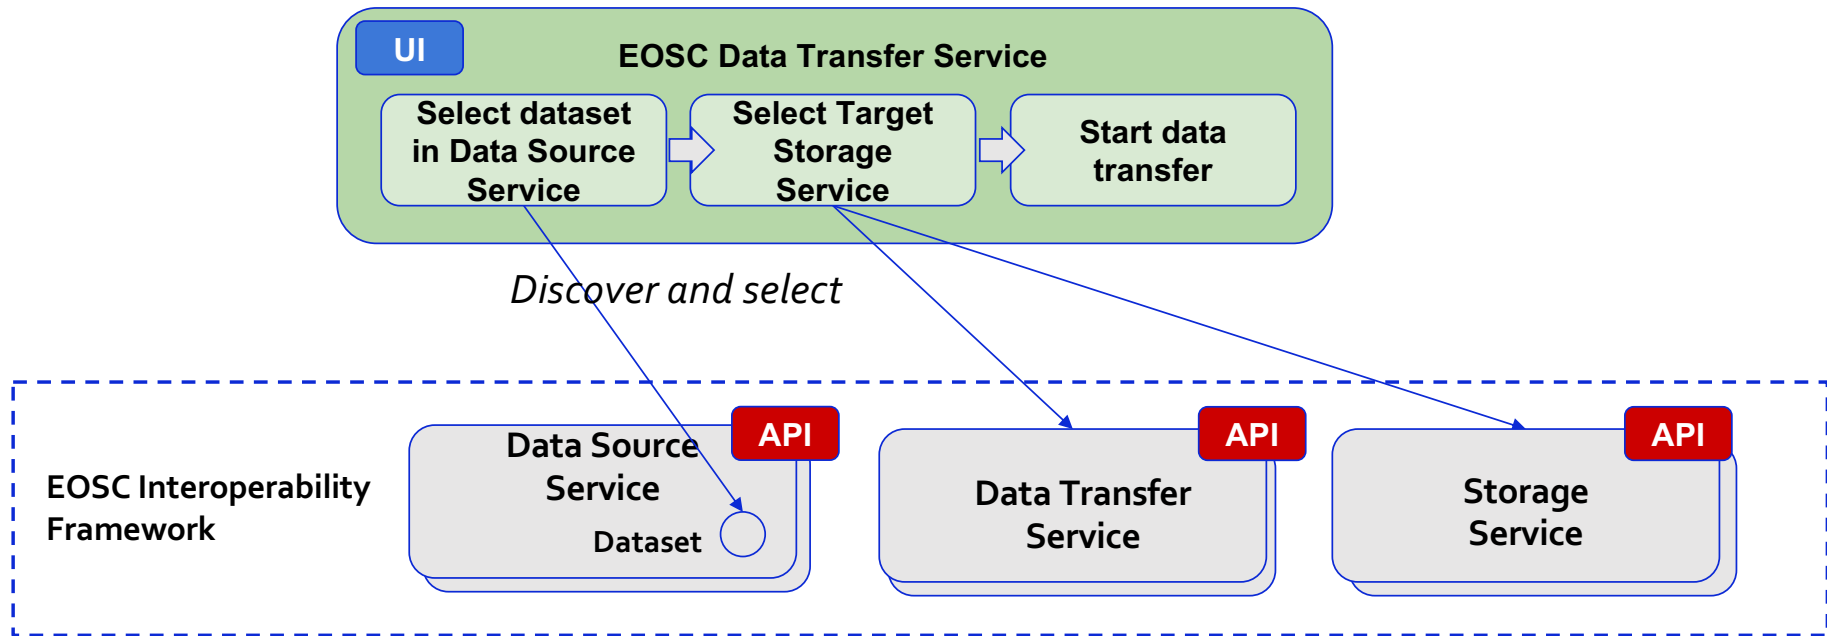 UI
EOSC Data Transfer Service
Select dataset
in Data Source
Service
Select Target
Storage
Service
Start data
transfer
Discover and select
EOSC Interoperability
Framework
Data Source
Service
Dataset
API
Data Transfer
Service
API
Storage
Service
API